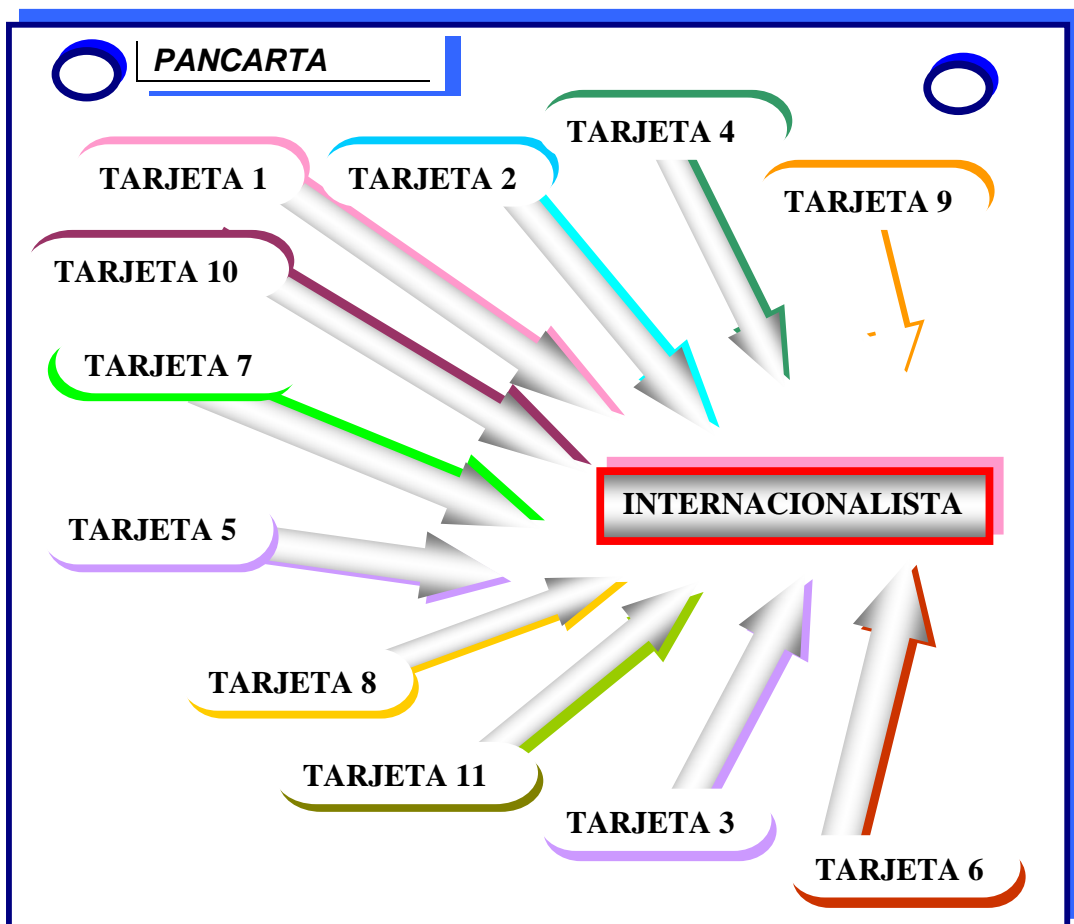 PANCARTA
TARJETA 4
TARJETA 1
TARJETA 2
TARJETA 9
TARJETA 10
TARJETA 7
INTERNACIONALISTA
TARJETA 5
TARJETA 8
TARJETA 11
TARJETA 3
TARJETA 6